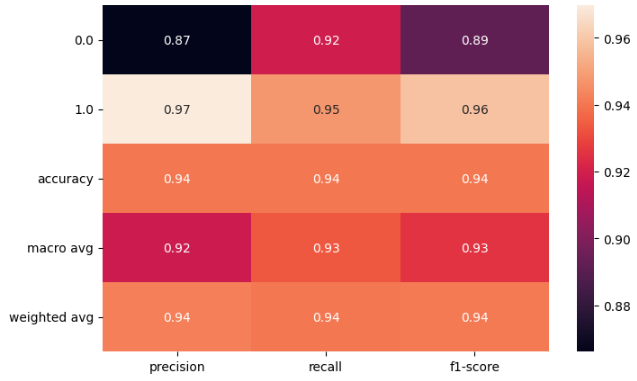 0.0 0.87 0.92 0.89
1.0 0.97 0.95 0.96
accuracy 0.94 0.94 0.94
macro avg 0.92 0.93 0.93
weighted avg 0.94 0.94 0.94
precision recall f1-score
0.96
0.94
0.92
0.90
0.88